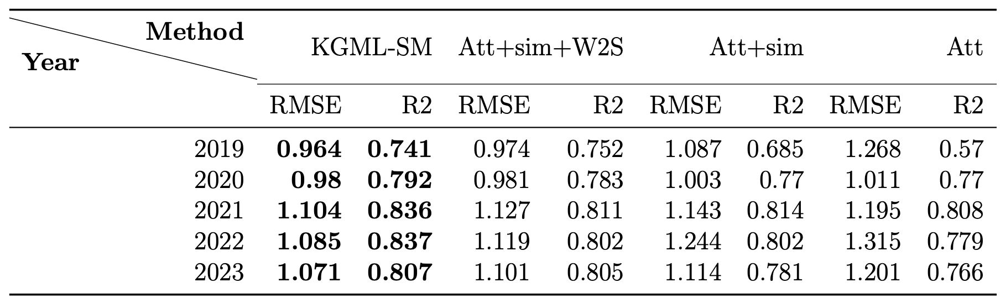 Method
Year
KGML-SM Att+sim+W2S Att+sim Att
RMSE R2 RMSE R2 RMSE R2 RMSE R2
2019 0.964 0.741 0.974 0.752 1.087 0.685 1.268 0.57
2020 0.98 0.792 0.981 0.783 1.003 0.77 1.011 0.77
2021 1.104 0.836 1.127 0.811 1.143 0.814 1.195 0.808
2022 1.085 0.837 1.119 0.802 1.244 0.802 1.315 0.779
2023 1.071 0.807 1.101 0.805 1.114 0.781 1.201 0.766